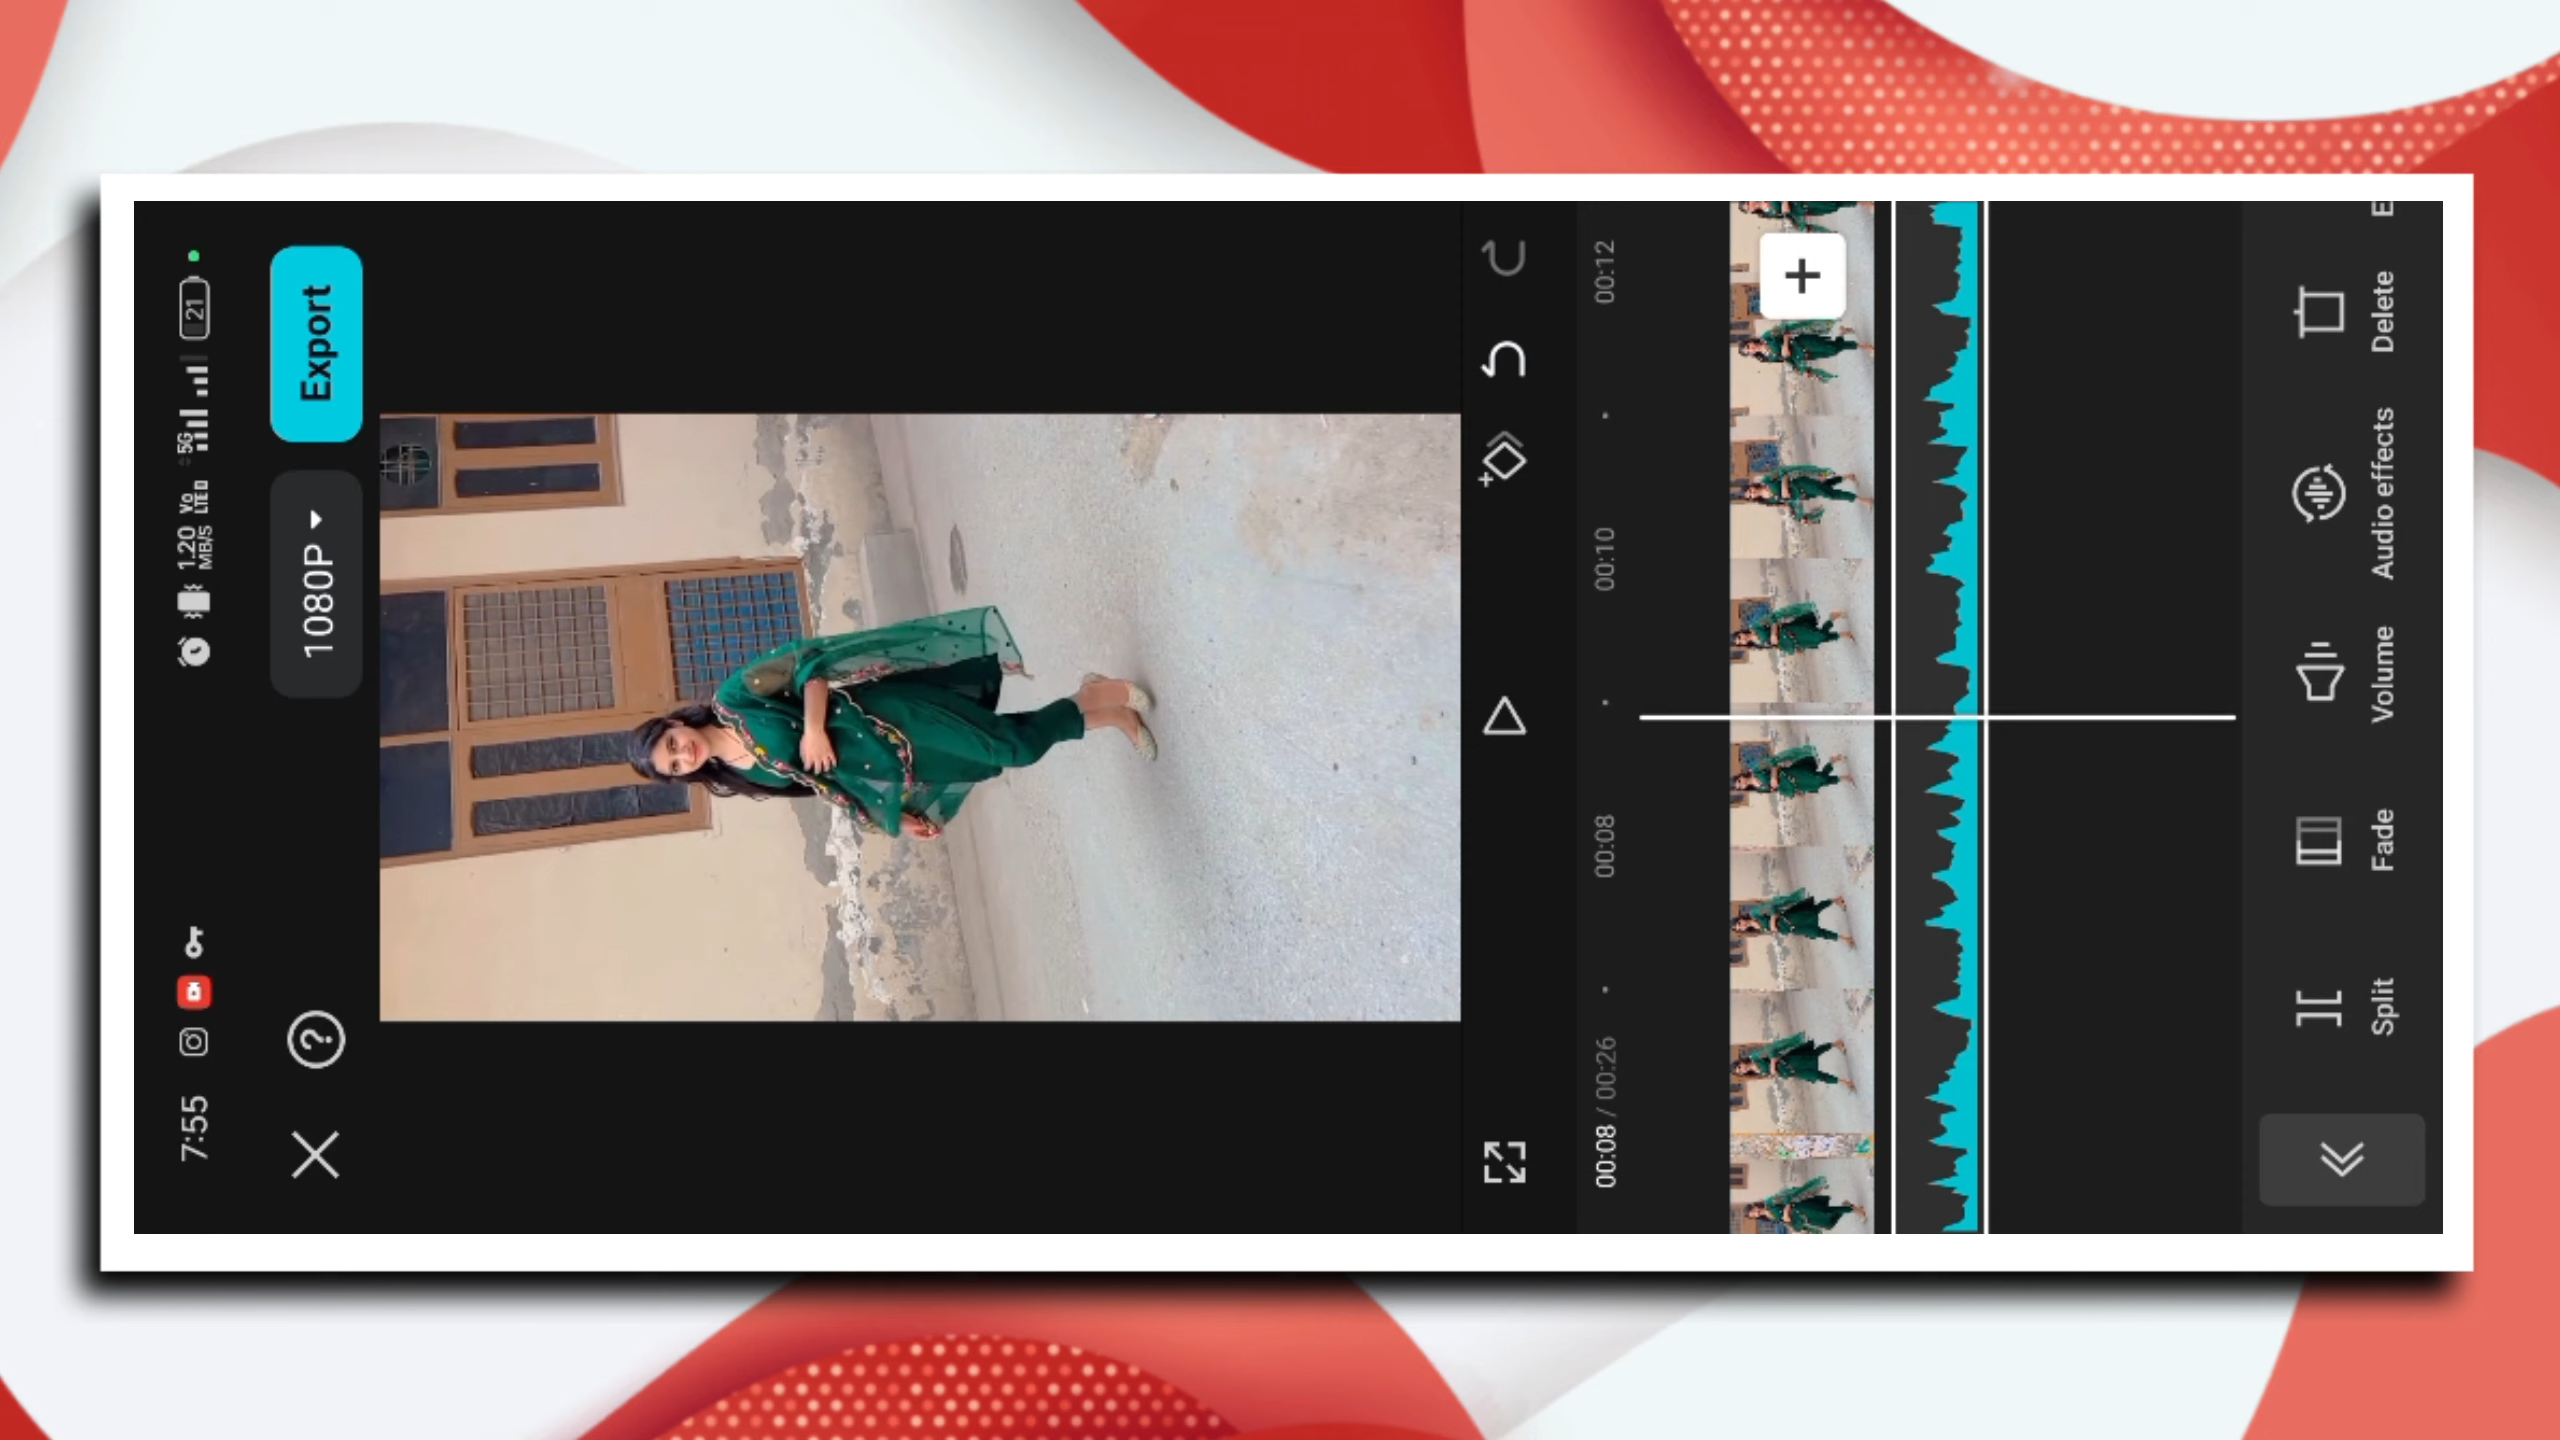 7:55
1.20 MB/S Vo LTE 5G 21
1080P
Export
00:08 / 00:26
00:08
00:10
00:12
Split
Fade
Volume
Audio effects
Delete